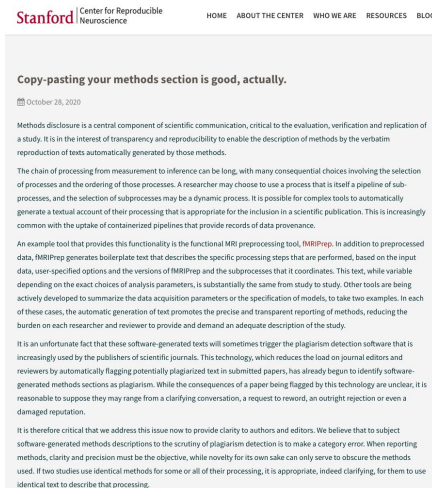 Stanford
Center for Reproducible
Neuroscience
HOME ABOUT THE CENTER WHO WE ARE RESOURCES BLOG
Copy-pasting your methods section is good, actually.
October 28, 2020
Methods disclosure is a central component of scientific communication, critical to the evaluation, verification and replication of
a study. It is in the interest of transparency and reproducibility to enable the description of methods by the verbatim
reproduction of texts automatically generated by those methods.
The chain of processing from measurement to inference can be long, with many consequential choices involving the selection
of processes and the ordering of those processes. A researcher may choose to use a process that is itself a pipeline of sub-
processes, and the selection of subprocesses may be a dynamic process. It is possible for complex tools to automatically
generate a textual account of their processing that is appropriate for the inclusion in a scientific publication. This is increasingly
common with the uptake of containerized pipelines that provide records of data provenance.
An example tool that provides this functionality is the functional MRI preprocessing tool, fMRIPrep. In addition to preprocessed
data, fMRIPrep generates boilerplate text that describes the specific processing steps that are performed, based on the input
data, user-specified options and the versions of fMRIPrep and the subprocesses that it coordinates. This text, while variable
depending on the exact choices of analysis parameters, is substantially the same from study to study. Other tools are being
actively developed to summarize the data acquisition parameters or the specification of models, to take two examples. In each
of these cases, the automatic generation of text promotes the precise and transparent reporting of methods, reducing the
burden on each researcher and reviewer to provide and demand an adequate description of the study.
It is an unfortunate fact that these software-generated texts will sometimes trigger the plagiarism detection software that is
increasingly used by the publishers of scientific journals. This technology, which reduces the load on journal editors and
reviewers by automatically flagging potentially plagiarized text in submitted papers, has already begun to identify software-
generated methods sections as plagiarism. While the consequences of a paper being flagged by this technology are unclear, it is
reasonable to suppose they may range from a clarifying conversation, a request to reword, an outright rejection or even a
damaged reputation.
It is therefore critical that we address this issue now to provide clarity to authors and editors. We believe that to subject
software-generated methods descriptions to the scrutiny of plagiarism detection is to make a category error. When reporting
methods, clarity and precision must be the objective, while novelty for its own sake can only serve to obscure the methods
used. If two studies use identical methods for some or all of their processing, it is appropriate, indeed clarifying, for them to use
identical text to describe that processing.